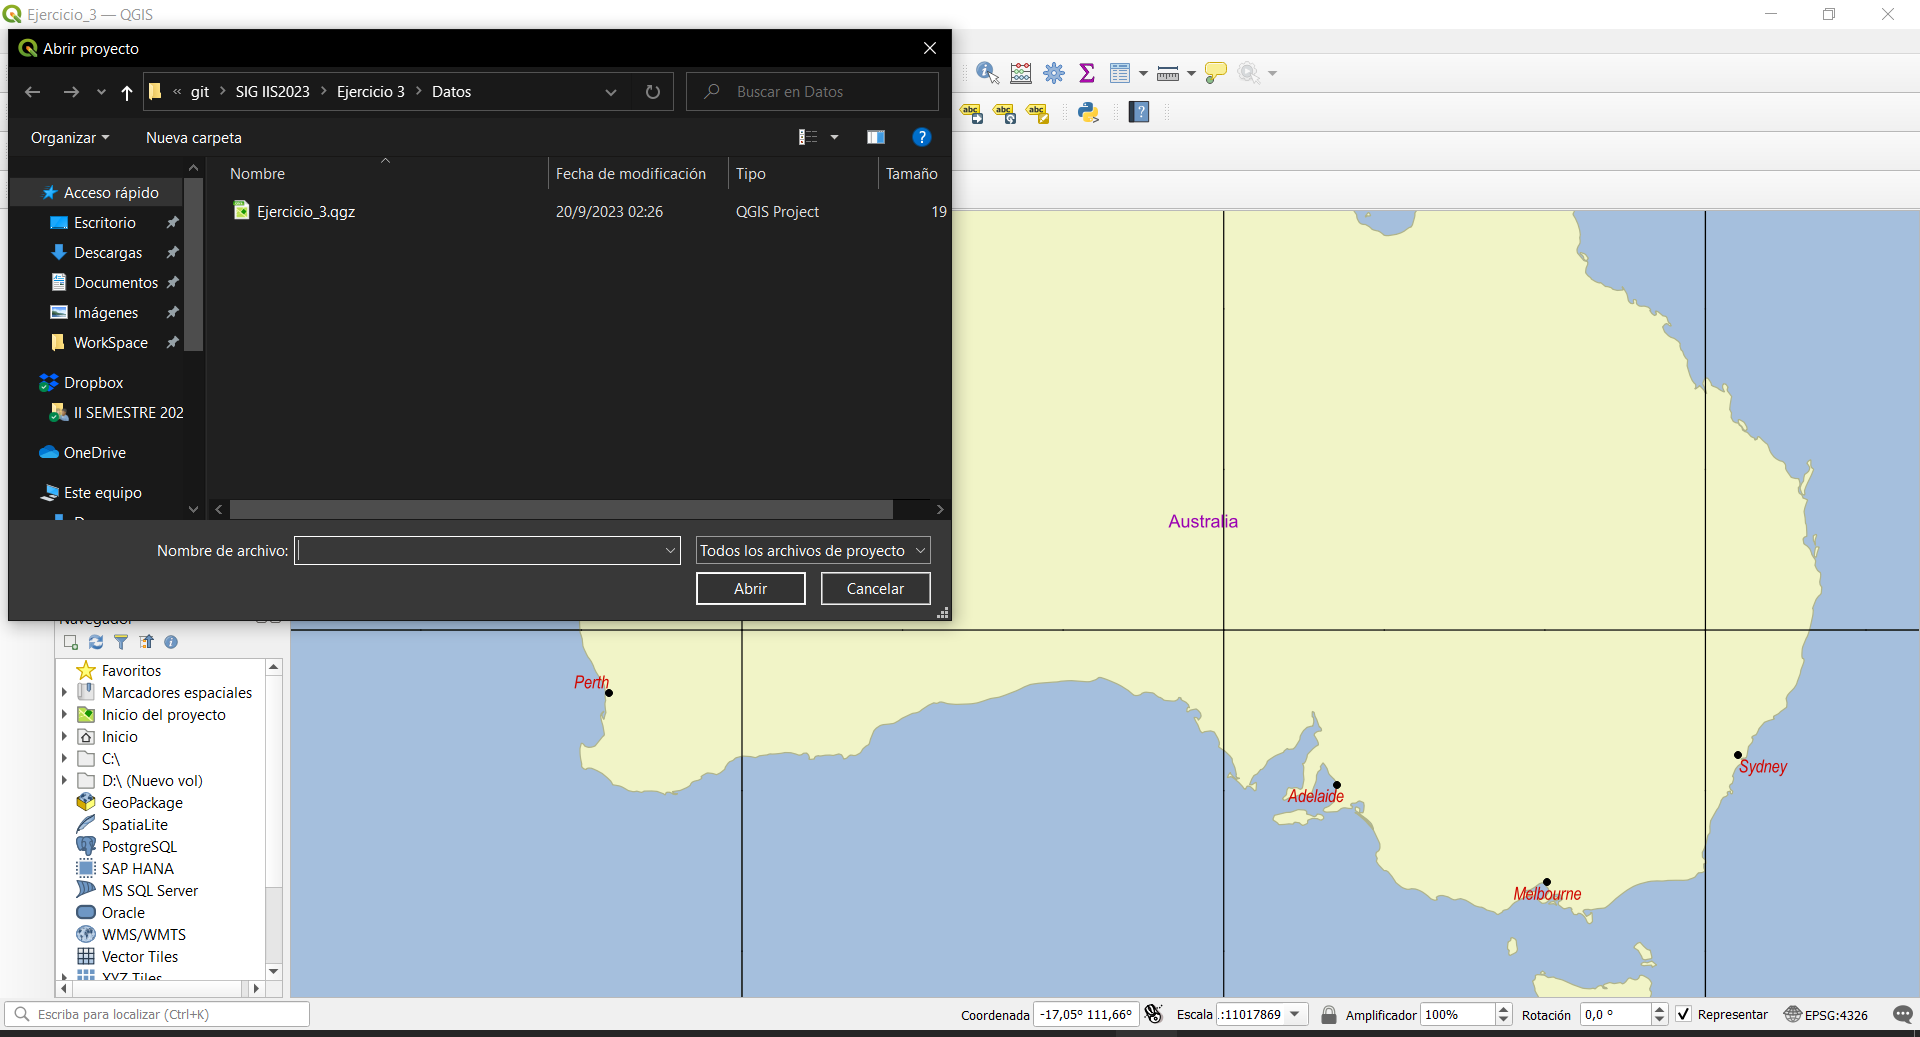 Ejercicio_3 — QGIS
Abrir proyecto
« git › SIG IIS2023 › Ejercicio 3 › Datos
Buscar en Datos
Organizar
Nueva carpeta
Nombre
Fecha de modificación
Tipo
Tamaño
Ejercicio_3.qgz
20/9/2023 02:26
QGIS Project
19
Acceso rápido
Escritorio
Descargas
Documentos
Imágenes
WorkSpace
Dropbox
II SEMESTRE 202
OneDrive
Este equipo
Nombre de archivo:
Todos los archivos de proyecto
Abrir
Cancelar
abc
abc
abc
Australia
Perth
Adelaide
Melbourne
Sydney
Navegador
Favoritos
Marcadores espaciales
Inicio del proyecto
Inicio
C:\
D:\ (Nuevo vol)
GeoPackage
SpatiaLite
PostgreSQL
SAP HANA
MS SQL Server
Oracle
WMS/WMTS
Vector Tiles
XYZ Tiles
Escriba para localizar (Ctrl+K)
Coordenada
-17,05° 111,66°
Escala
:11017869
Amplificador
100%
Rotación
0,0 °
Representar
EPSG:4326